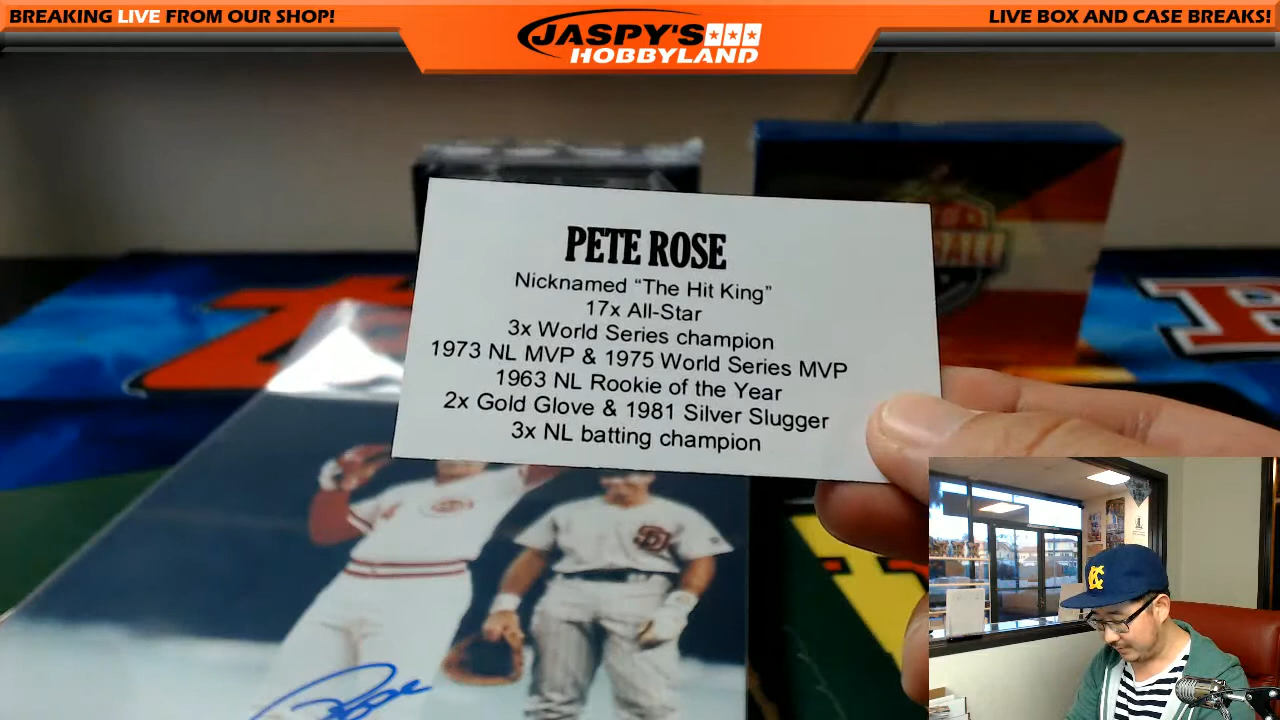 BREAKING LIVE FROM OUR SHOP!
JASPY'S
HOBBYLAND
LIVE BOX AND CASE BREAKS!
PETE ROSE
Nicknamed “The Hit King”
17x All-Star
3x World Series champion
1973 NL MVP & 1975 World Series MVP
1963 NL Rookie of the Year
2x Gold Glove & 1981 Silver Slugger
3x NL batting champion
SD
KC